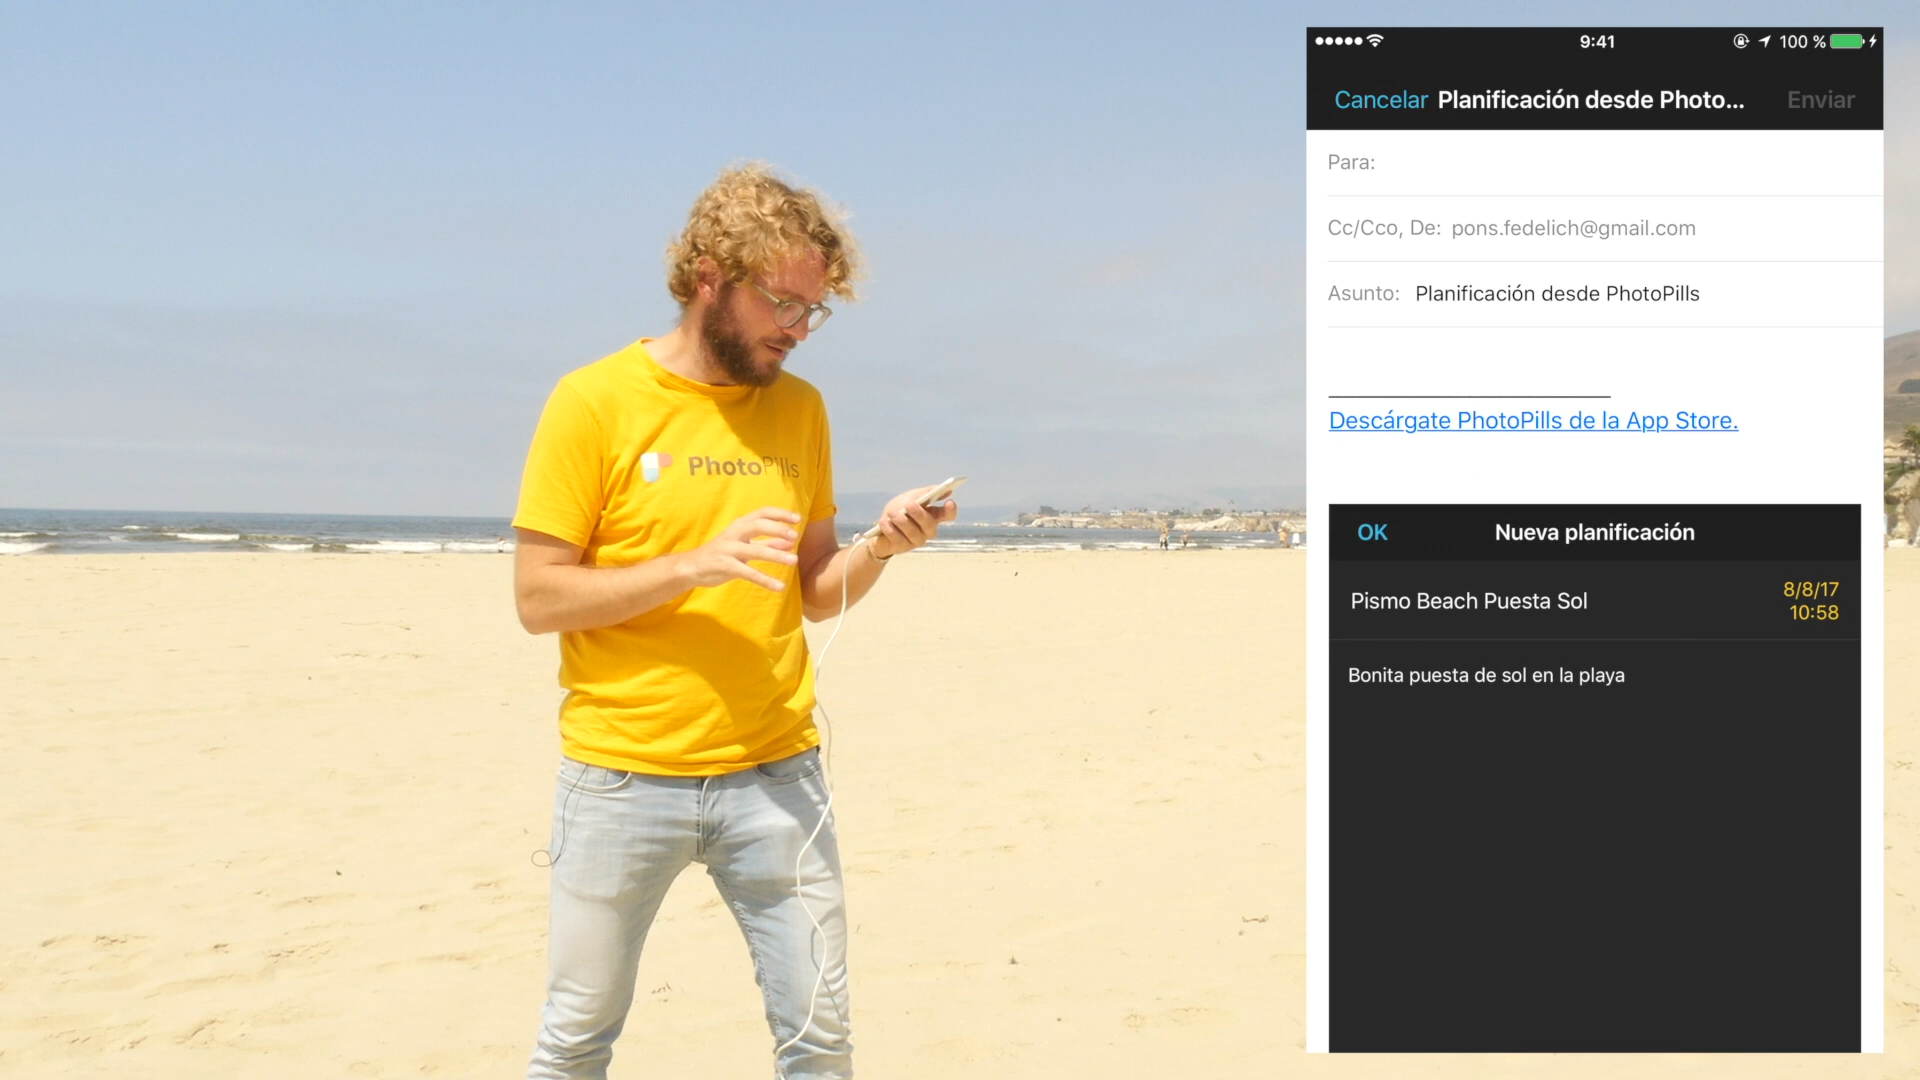 PhotoPills
9:41
100 %
Cancelar Planificación desde Photo... Enviar
Para:
Cc/Cco, De: pons.fedelich@gmail.com
Asunto: Planificación desde PhotoPills
Descárgate PhotoPills de la App Store.
OK Nueva planificación
Pismo Beach Puesta Sol
8/8/17
10:58
Bonita puesta de sol en la playa